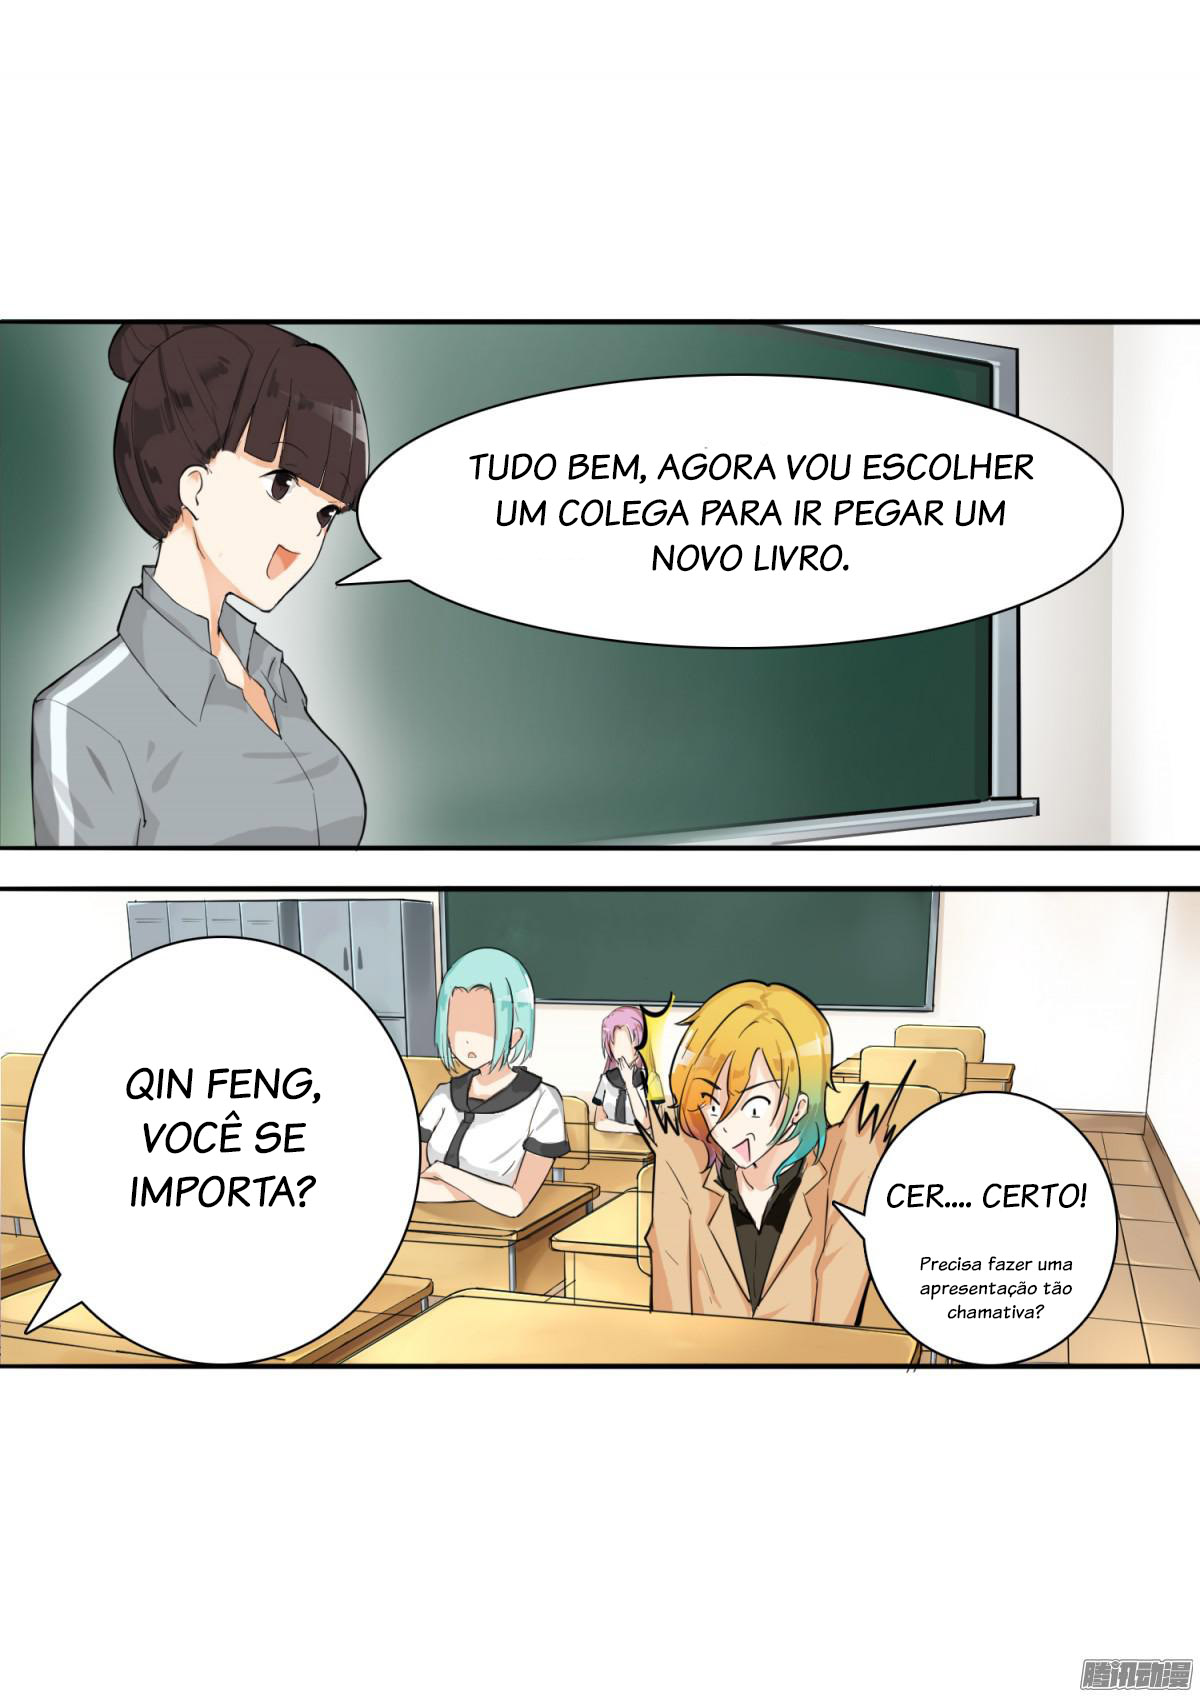 TUDO BEM, AGORA VOU ESCOLHER
UM COLEGA PARA IR PEGAR UM
NOVO LIVRO.
QIN FENG,
VOCÊ SE
IMPORTA?
CER.... CERTO!
Precisa fazer uma
apresentação tão
chamativa?
腾讯动漫